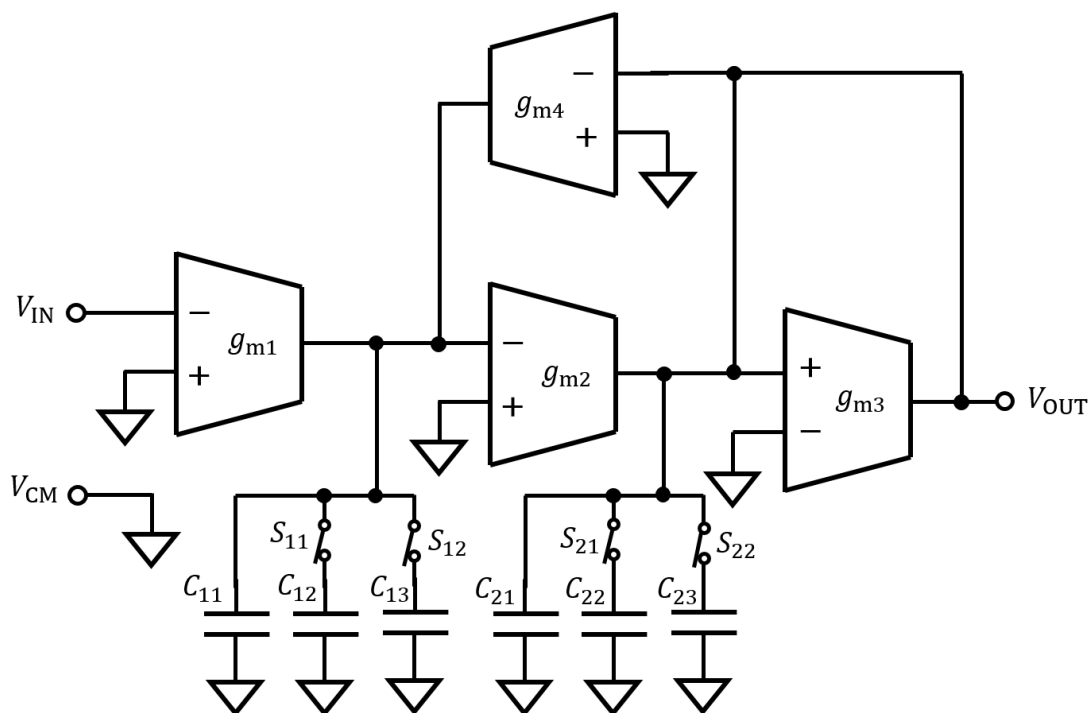 −
g_m4
+
V_IN
−
g_m1
+
−
g_m2
+
+
g_m3
−
V_OUT
V_CM
S_11
S_12
S_21
S_22
C_11
C_12
C_13
C_21
C_22
C_23